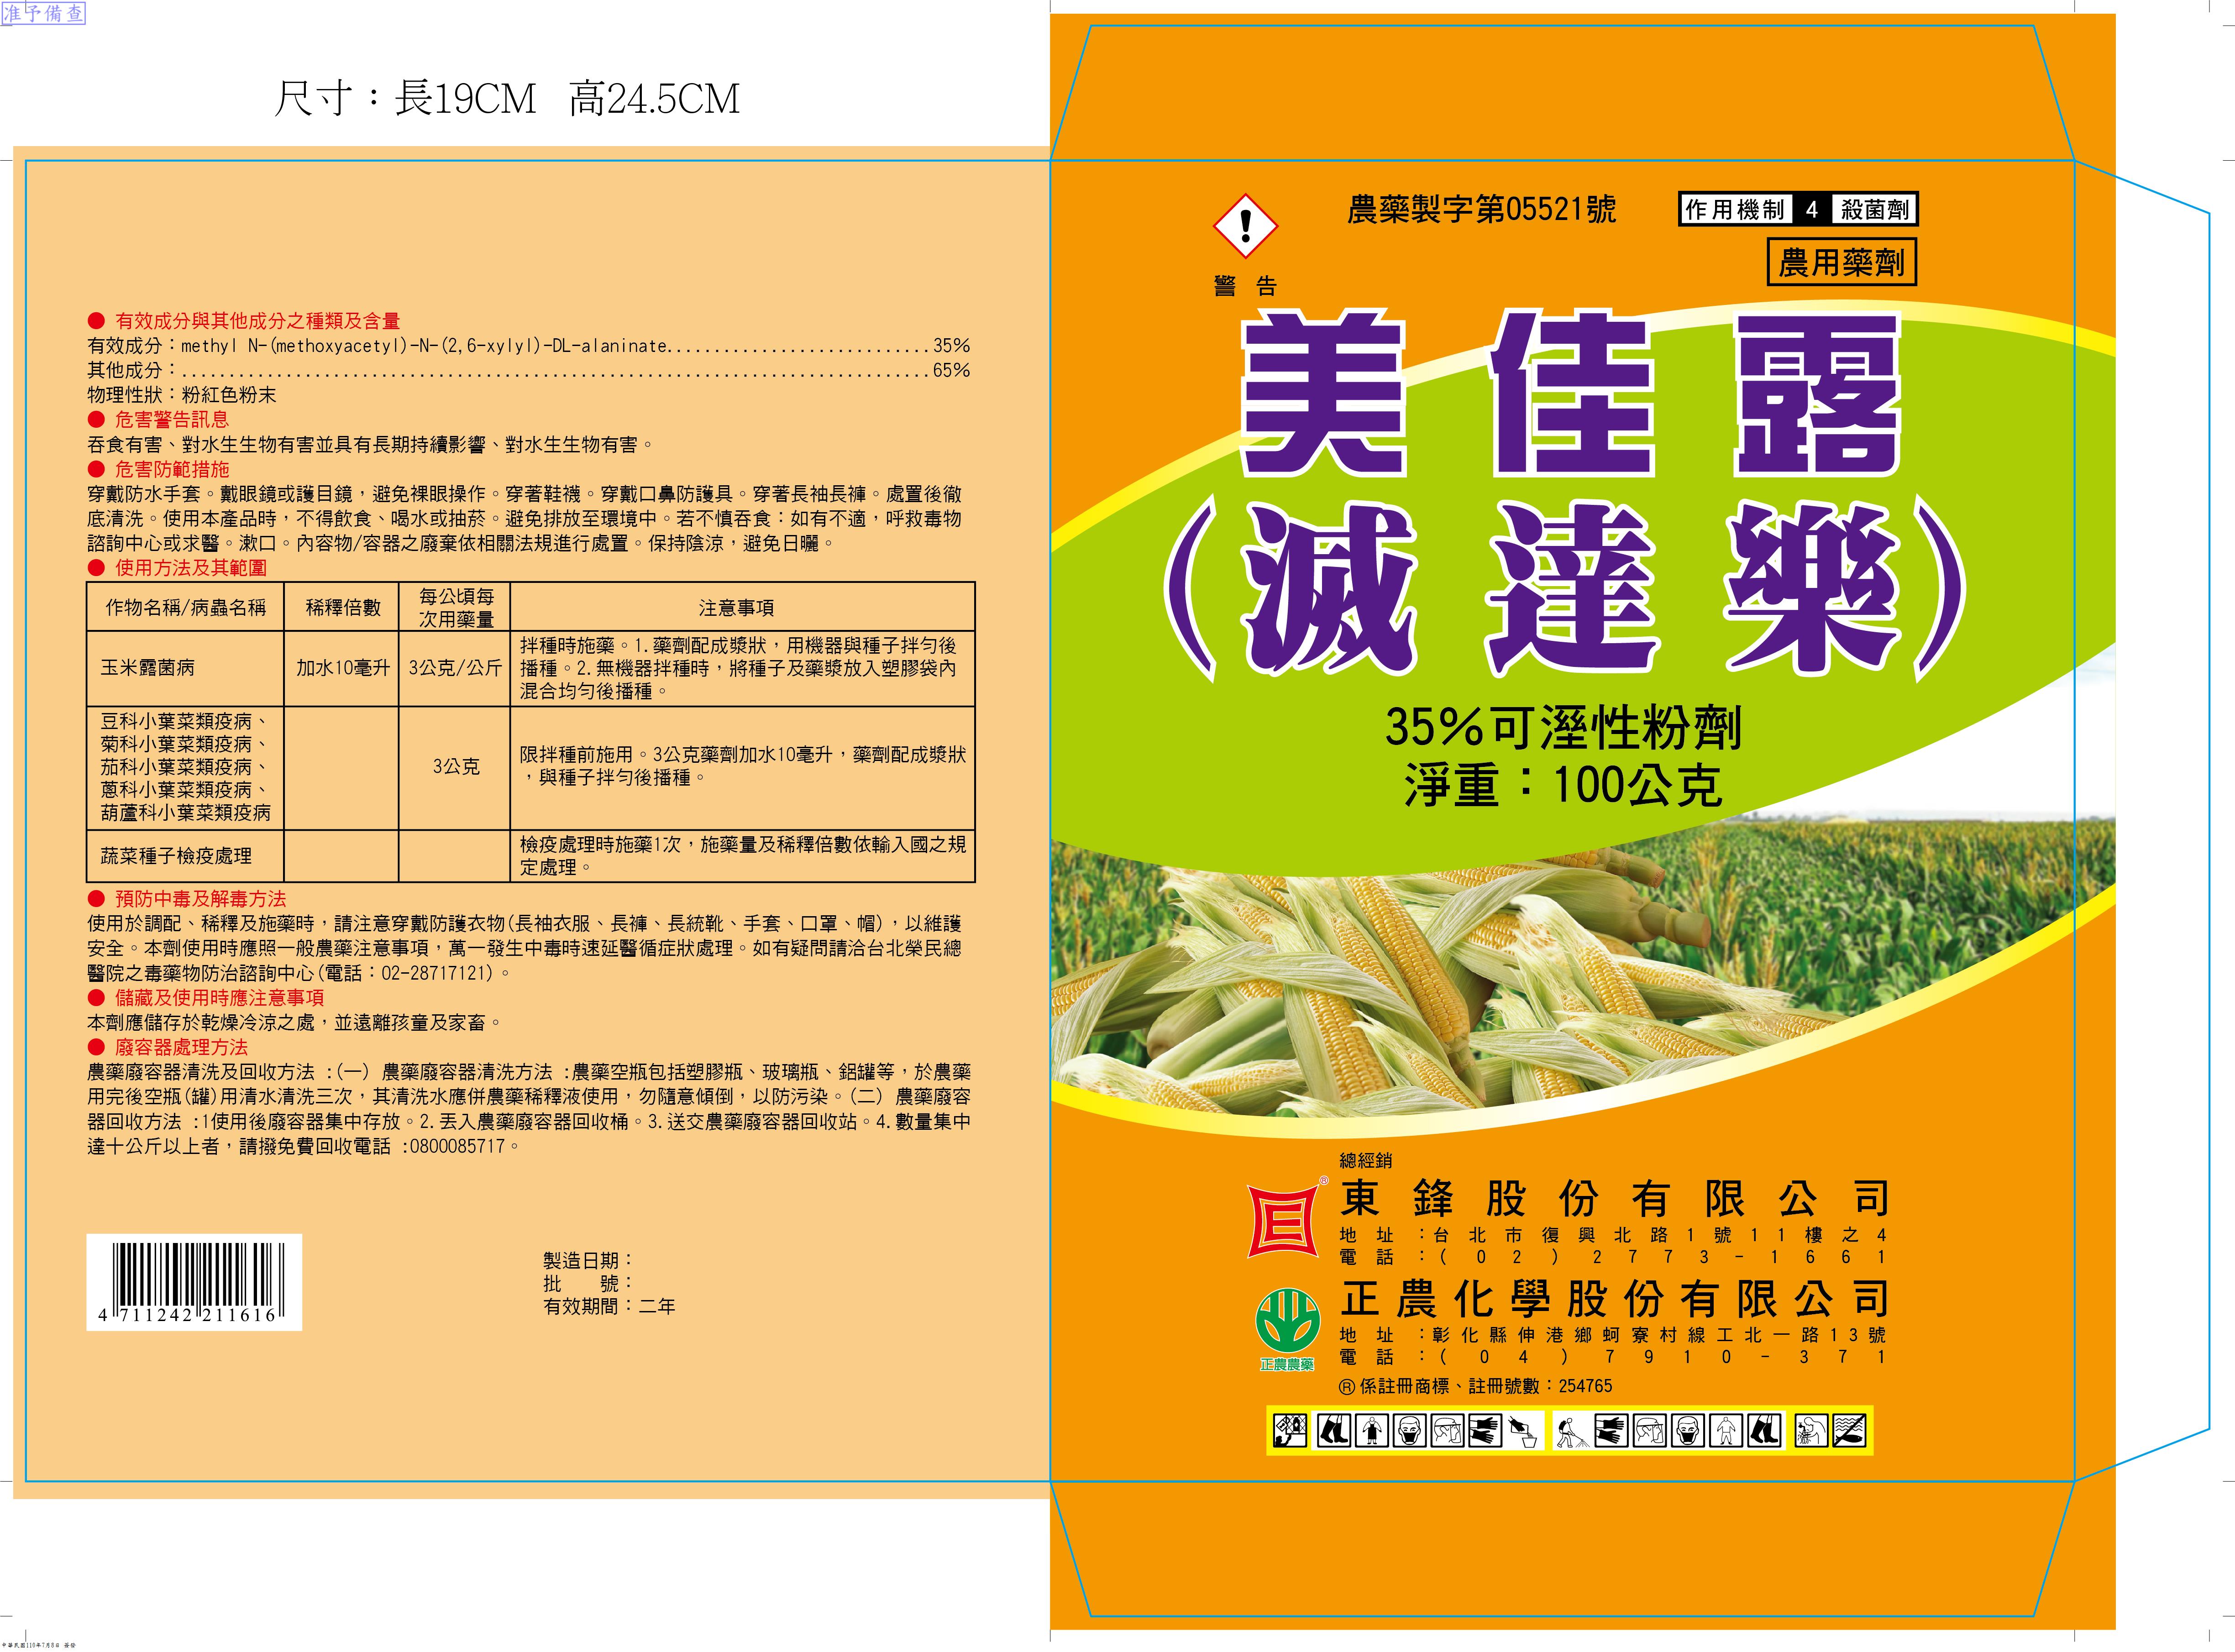 准予備查
尺寸：長19CM 高24.5CM
● 有效成分與其他成分之種類及含量
有效成分：methyl N-(methoxyacetyl)-N-(2,6-xylyl)-DL-alaninate............................35%
其他成分：...............................................................................65%
物理性狀：粉紅色粉末
● 危害警告訊息
吞食有害、對水生生物有害並具有長期持續影響、對水生生物有害。
● 危害防範措施
穿戴防水手套。戴眼鏡或護目鏡，避免裸眼操作。穿著鞋襪。穿戴口鼻防護具。穿著長袖長褲。處置後徹
底清洗。使用本產品時，不得飲食、喝水或抽菸。避免排放至環境中。若不慎吞食：如有不適，呼救毒物
諮詢中心或求醫。漱口。內容物/容器之廢棄依相關法規進行處置。保持陰涼，避免日曬。
● 使用方法及其範圍
作物名稱/病蟲名稱 稀釋倍數 每公頃每 注意事項
次用藥量
玉米露菌病 加水10毫升 3公克/公斤 拌種時施藥。1.藥劑配成漿狀，用機器與種子拌勻後
播種。2.無機器拌種時，將種子及藥漿放入塑膠袋內
混合均勻後播種。
豆科小葉菜類疫病、
菊科小葉菜類疫病、
茄科小葉菜類疫病、
蔥科小葉菜類疫病、
葫蘆科小葉菜類疫病
3公克
限拌種前施用。3公克藥劑加水10毫升，藥劑配成漿狀
，與種子拌勻後播種。
蔬菜種子檢疫處理
檢疫處理時施藥1次，施藥量及稀釋倍數依輸入國之規
定處理。
● 預防中毒及解毒方法
使用於調配、稀釋及施藥時，請注意穿戴防護衣物(長袖衣服、長褲、長統靴、手套、口罩、帽)，以維護
安全。本劑使用時應照一般農藥注意事項，萬一發生中毒時速延醫循症狀處理。如有疑問請洽台北榮民總
醫院之毒藥物防治諮詢中心(電話：02-28717121)。
● 儲藏及使用時應注意事項
本劑應儲存於乾燥冷涼之處，並遠離孩童及家畜。
● 廢容器處理方法
農藥廢容器清洗及回收方法 :(一) 農藥廢容器清洗方法 :農藥空瓶包括塑膠瓶、玻璃瓶、鋁罐等，於農藥
用完後空瓶(罐)用清水清洗三次，其清洗水應併農藥稀釋液使用，勿隨意傾倒，以防污染。(二) 農藥廢容
器回收方法 :1使用後廢容器集中存放。2.丟入農藥廢容器回收桶。3.送交農藥廢容器回收站。4.數量集中
達十公斤以上者，請撥免費回收電話 :0800085717。
4 711242 211616
製造日期：
批　號：
有效期間：二年
農藥製字第05521號
作用機制 4 殺菌劑
農用藥劑
警 告
美佳露
(滅達樂)
35%可溼性粉劑
淨重：100公克
總經銷
®
東鋒股份有限公司
地址：台北市復興北路1號11樓之4
電話：(02)2773-1661
正農化學股份有限公司
地址：彰化縣伸港鄉蚵寮村線工北一路13號
電話：(04)7910-371
正農農藥
®係註冊商標、註冊號數：254765
中華民國110年7月8日 簽發